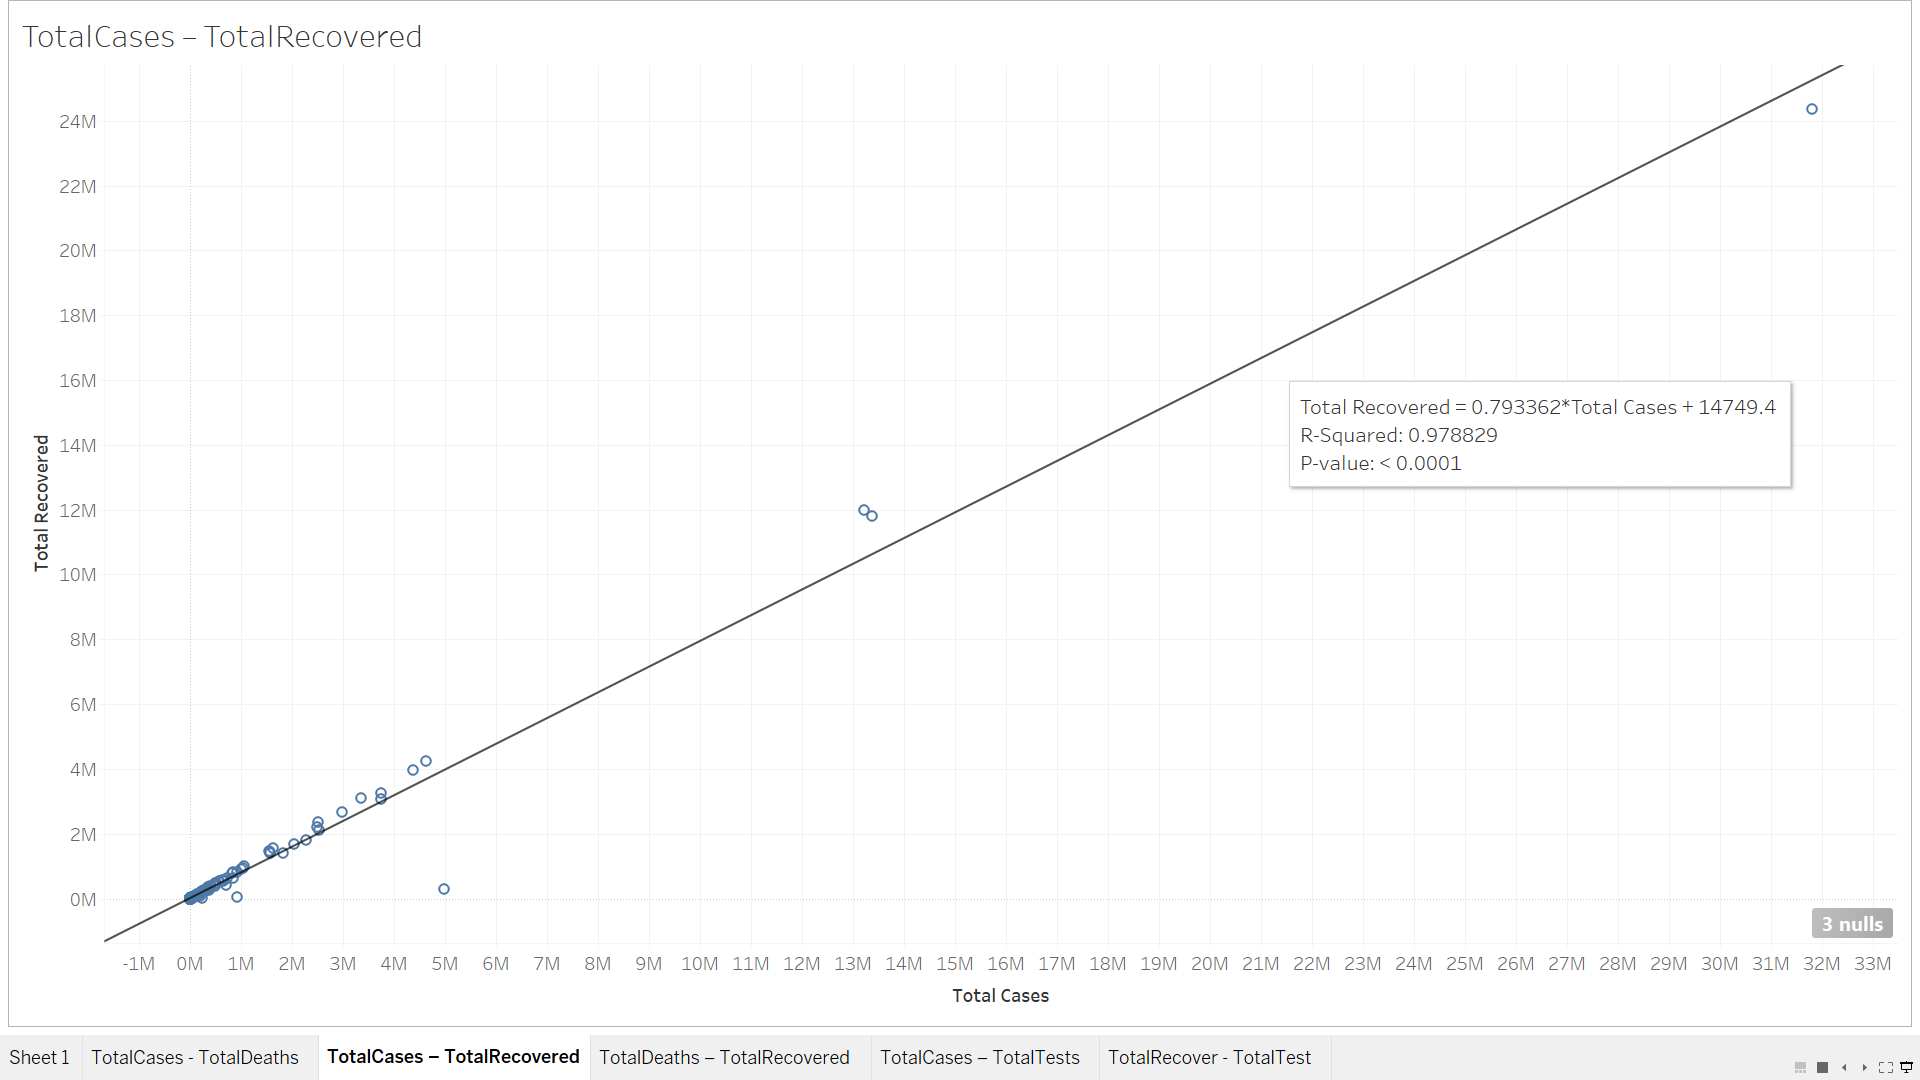 TotalCases – TotalRecovered
24M
22M
20M
18M
16M
14M
12M
10M
8M
6M
4M
2M
0M
Total Recovered
Total Recovered = 0.793362*Total Cases + 14749.4
R-Squared: 0.978829
P-value: < 0.0001
3 nulls
-1M 0M 1M 2M 3M 4M 5M 6M 7M 8M 9M 10M 11M 12M 13M 14M 15M 16M 17M 18M 19M 20M 21M 22M 23M 24M 25M 26M 27M 28M 29M 30M 31M 32M 33M
Total Cases
Sheet 1 TotalCases - TotalDeaths TotalCases – TotalRecovered TotalDeaths – TotalRecovered TotalCases – TotalTests TotalRecover - TotalTest